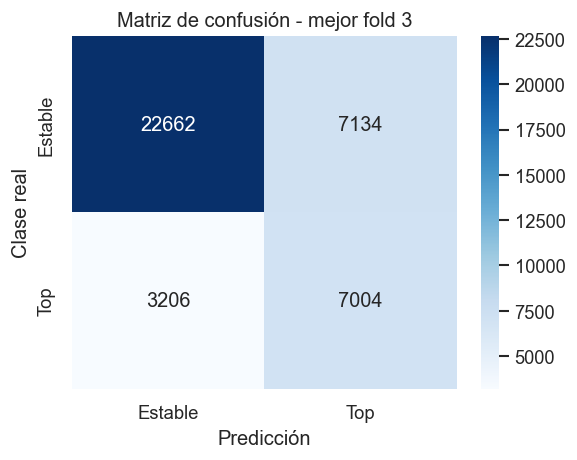 Matriz de confusión - mejor fold 3
Clase real
Estable
22662
7134
Top
3206
7004
Estable
Top
Predicción
22500
20000
17500
15000
12500
10000
7500
5000